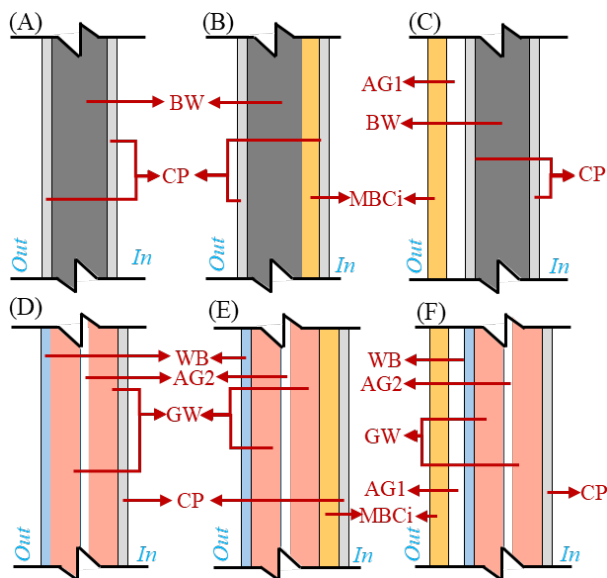 (A) (B) (C)
AG1
BW BW
CP CP
MBCi
Out In Out In Out In
(D) (E) (F)
WB WB
AG2 AG2
GW GW
CP AG1 CP
MBCi
Out In Out In Out In